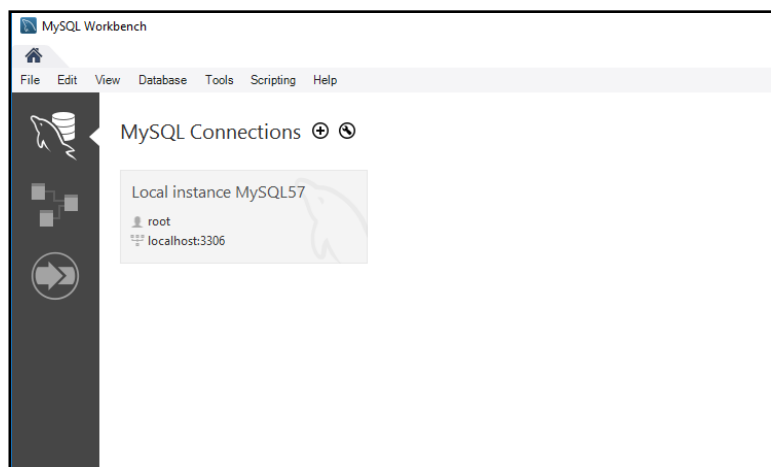 MySQL Workbench
File Edit View Database Tools Scripting Help
MySQL Connections
Local instance MySQL57
root
localhost:3306